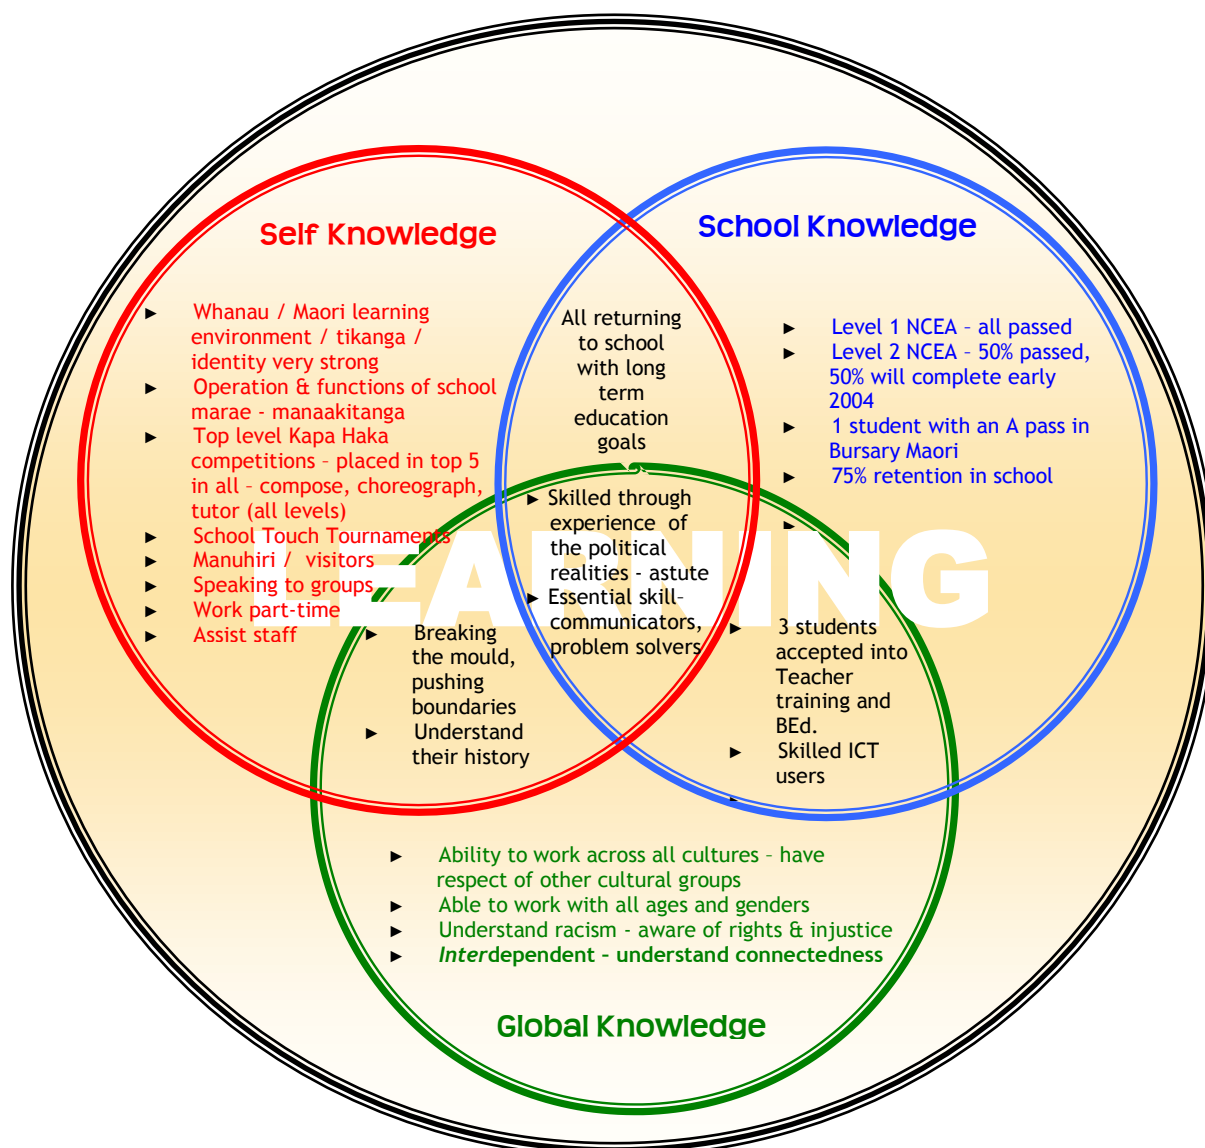 Self Knowledge
► Whanau / Maori learning
environment / tikanga /
identity very strong
► Operation & functions of school
marae - manaakitanga
► Top level Kapa Haka
competitions – placed in top 5
in all – compose, choreograph,
tutor (all levels)
► School Touch Tournaments
► Manuhiri / visitors
► Speaking to groups
► Work part-time
► Assist staff
School Knowledge
► Level 1 NCEA – all passed
► Level 2 NCEA – 50% passed,
50% will complete early
2004
► 1 student with an A pass in
Bursary Maori
► 75% retention in school
All returning
to school
with long
term
education
goals
► Skilled through
experience of
the political
realities - astute
► Essential skill–
communicators,
problem solvers
LEARNING
► Breaking
the mould,
pushing
boundaries
► Understand
their history
► 3 students
accepted into
Teacher
training and
BEd.
► Skilled ICT
users
► Ability to work across all cultures – have
respect of other cultural groups
► Able to work with all ages and genders
► Understand racism - aware of rights & injustice
► Interdependent – understand connectedness
Global Knowledge